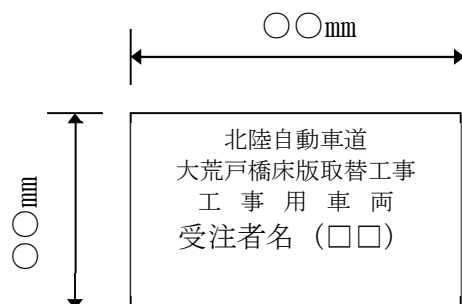 ○○㎜
○○㎜
北陸自動車道
大荒戸橋床版取替工事
工事用車両
受注者名（□□）